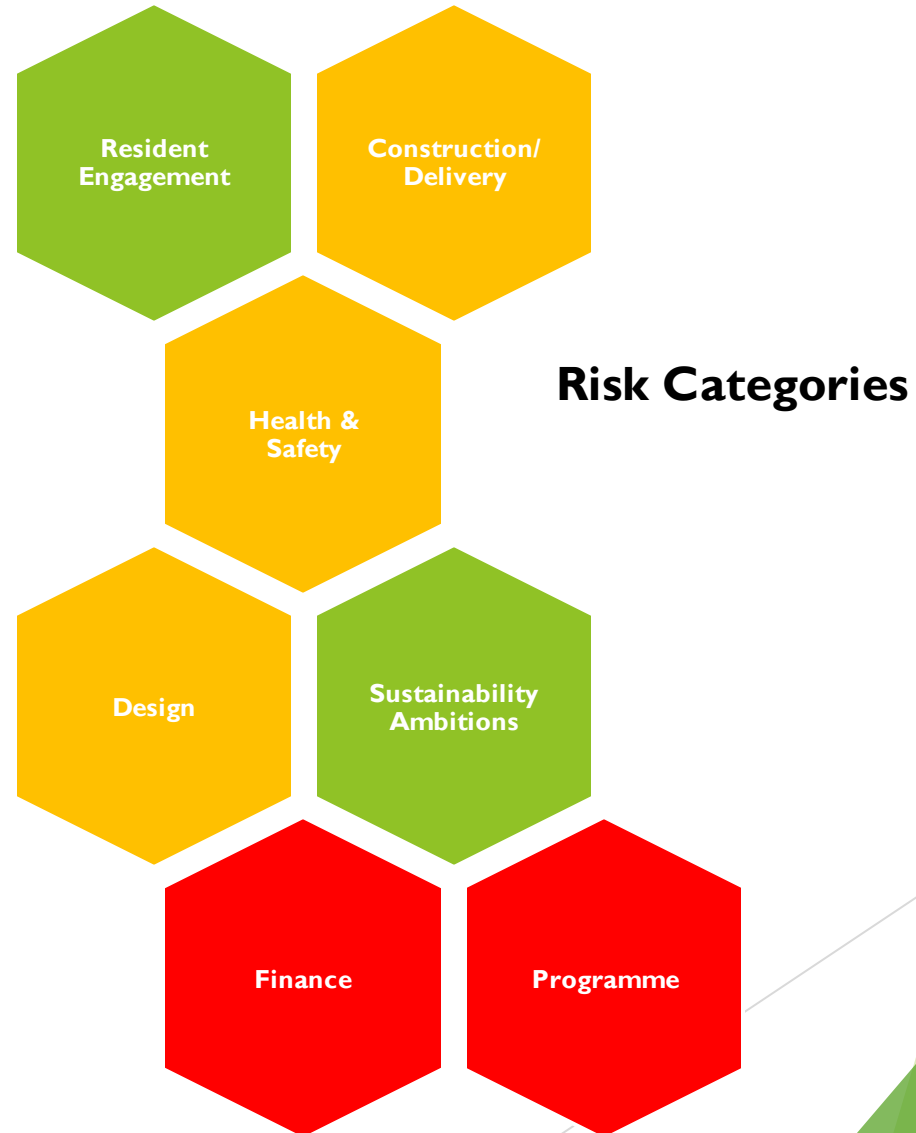 Resident
Engagement
Construction/
Delivery
Health &
Safety
Risk Categories
Design
Sustainability
Ambitions
Finance
Programme